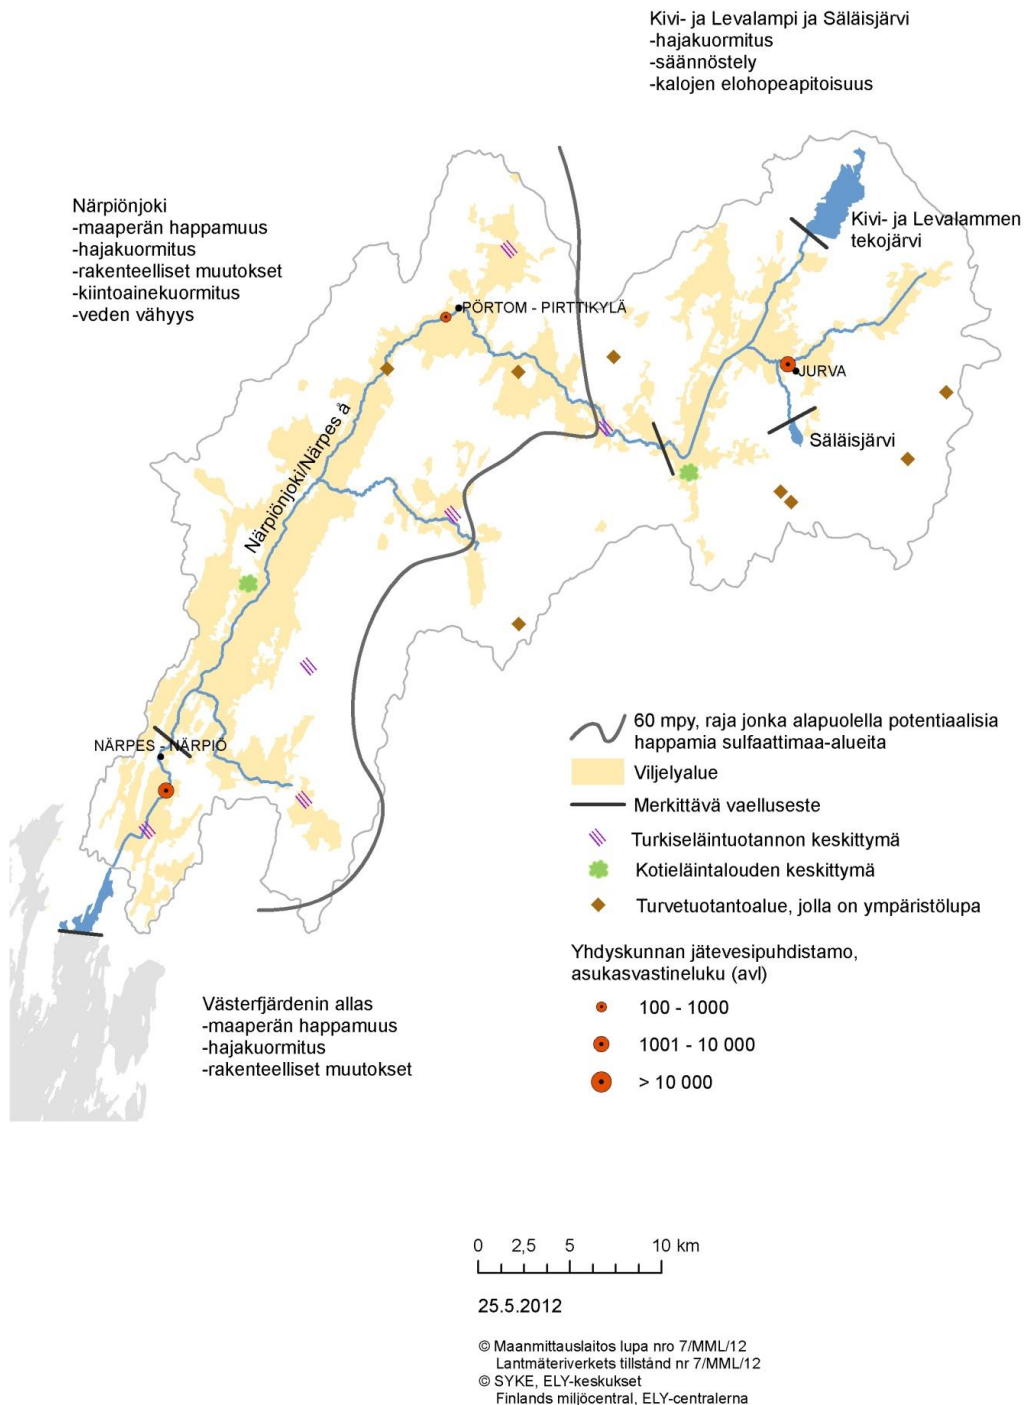 Kivi- ja Levalampi ja Säläisjärvi
-hajakuormitus
-säännöstely
-kalojen elohopeapitoisuus
Närpiönjoki
-maaperän happamuus
-hajakuormitus
-rakenteelliset muutokset
-kiintoainekuormitus
-veden vähyys
Kivi- ja Levalammen
tekojärvi
PÖRTOM - PIRTTIKYLÄ
JURVA
Säläisjärvi
Närpiönjoki/Närpes å
NÄRPES - NÄRPIÖ
60 mpy, raja jonka alapuolella potentiaalisia
happamia sulfaattimaa-alueita
Viljelyalue
Merkittävä vaelluseste
Turkiseläintuotannon keskittymä
Kotieläintalouden keskittymä
Turvetuotantoalue, jolla on ympäristölupa
Yhdyskunnan jätevesipuhdistamo,
asukasvastineluku (avl)
100 - 1000
1001 - 10 000
> 10 000
Västerfjärdenin allas
-maaperän happamuus
-hajakuormitus
-rakenteelliset muutokset
0 2,5 5 10 km
25.5.2012
© Maanmittauslaitos lupa nro 7/MML/12
Lantmäteriverkets tillstånd nr 7/MML/12
© SYKE, ELY-keskukset
Finlands miljöcentral, ELY-centralerna